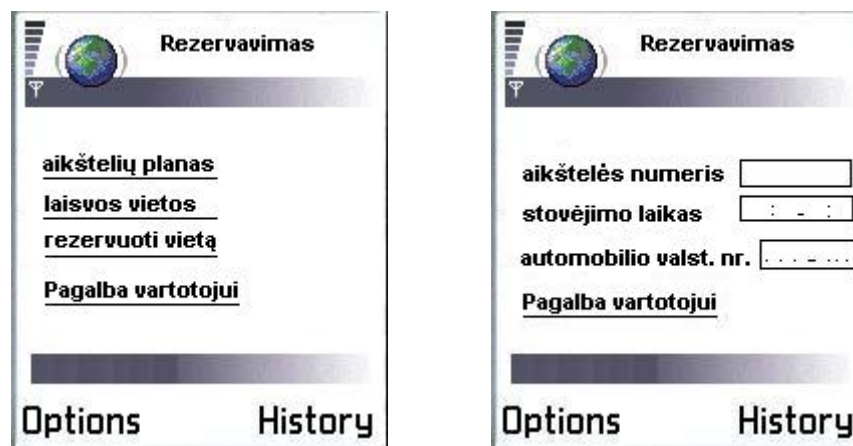 Rezervavimas
aikštelių planas
laisvos vietos
rezervuoti vietą
Pagalba vartotojui
Options History
Rezervavimas
aikštelės numeris
stovėjimo laikas : - :
automobilio valst. nr. . . . - . . .
Pagalba vartotojui
Options History